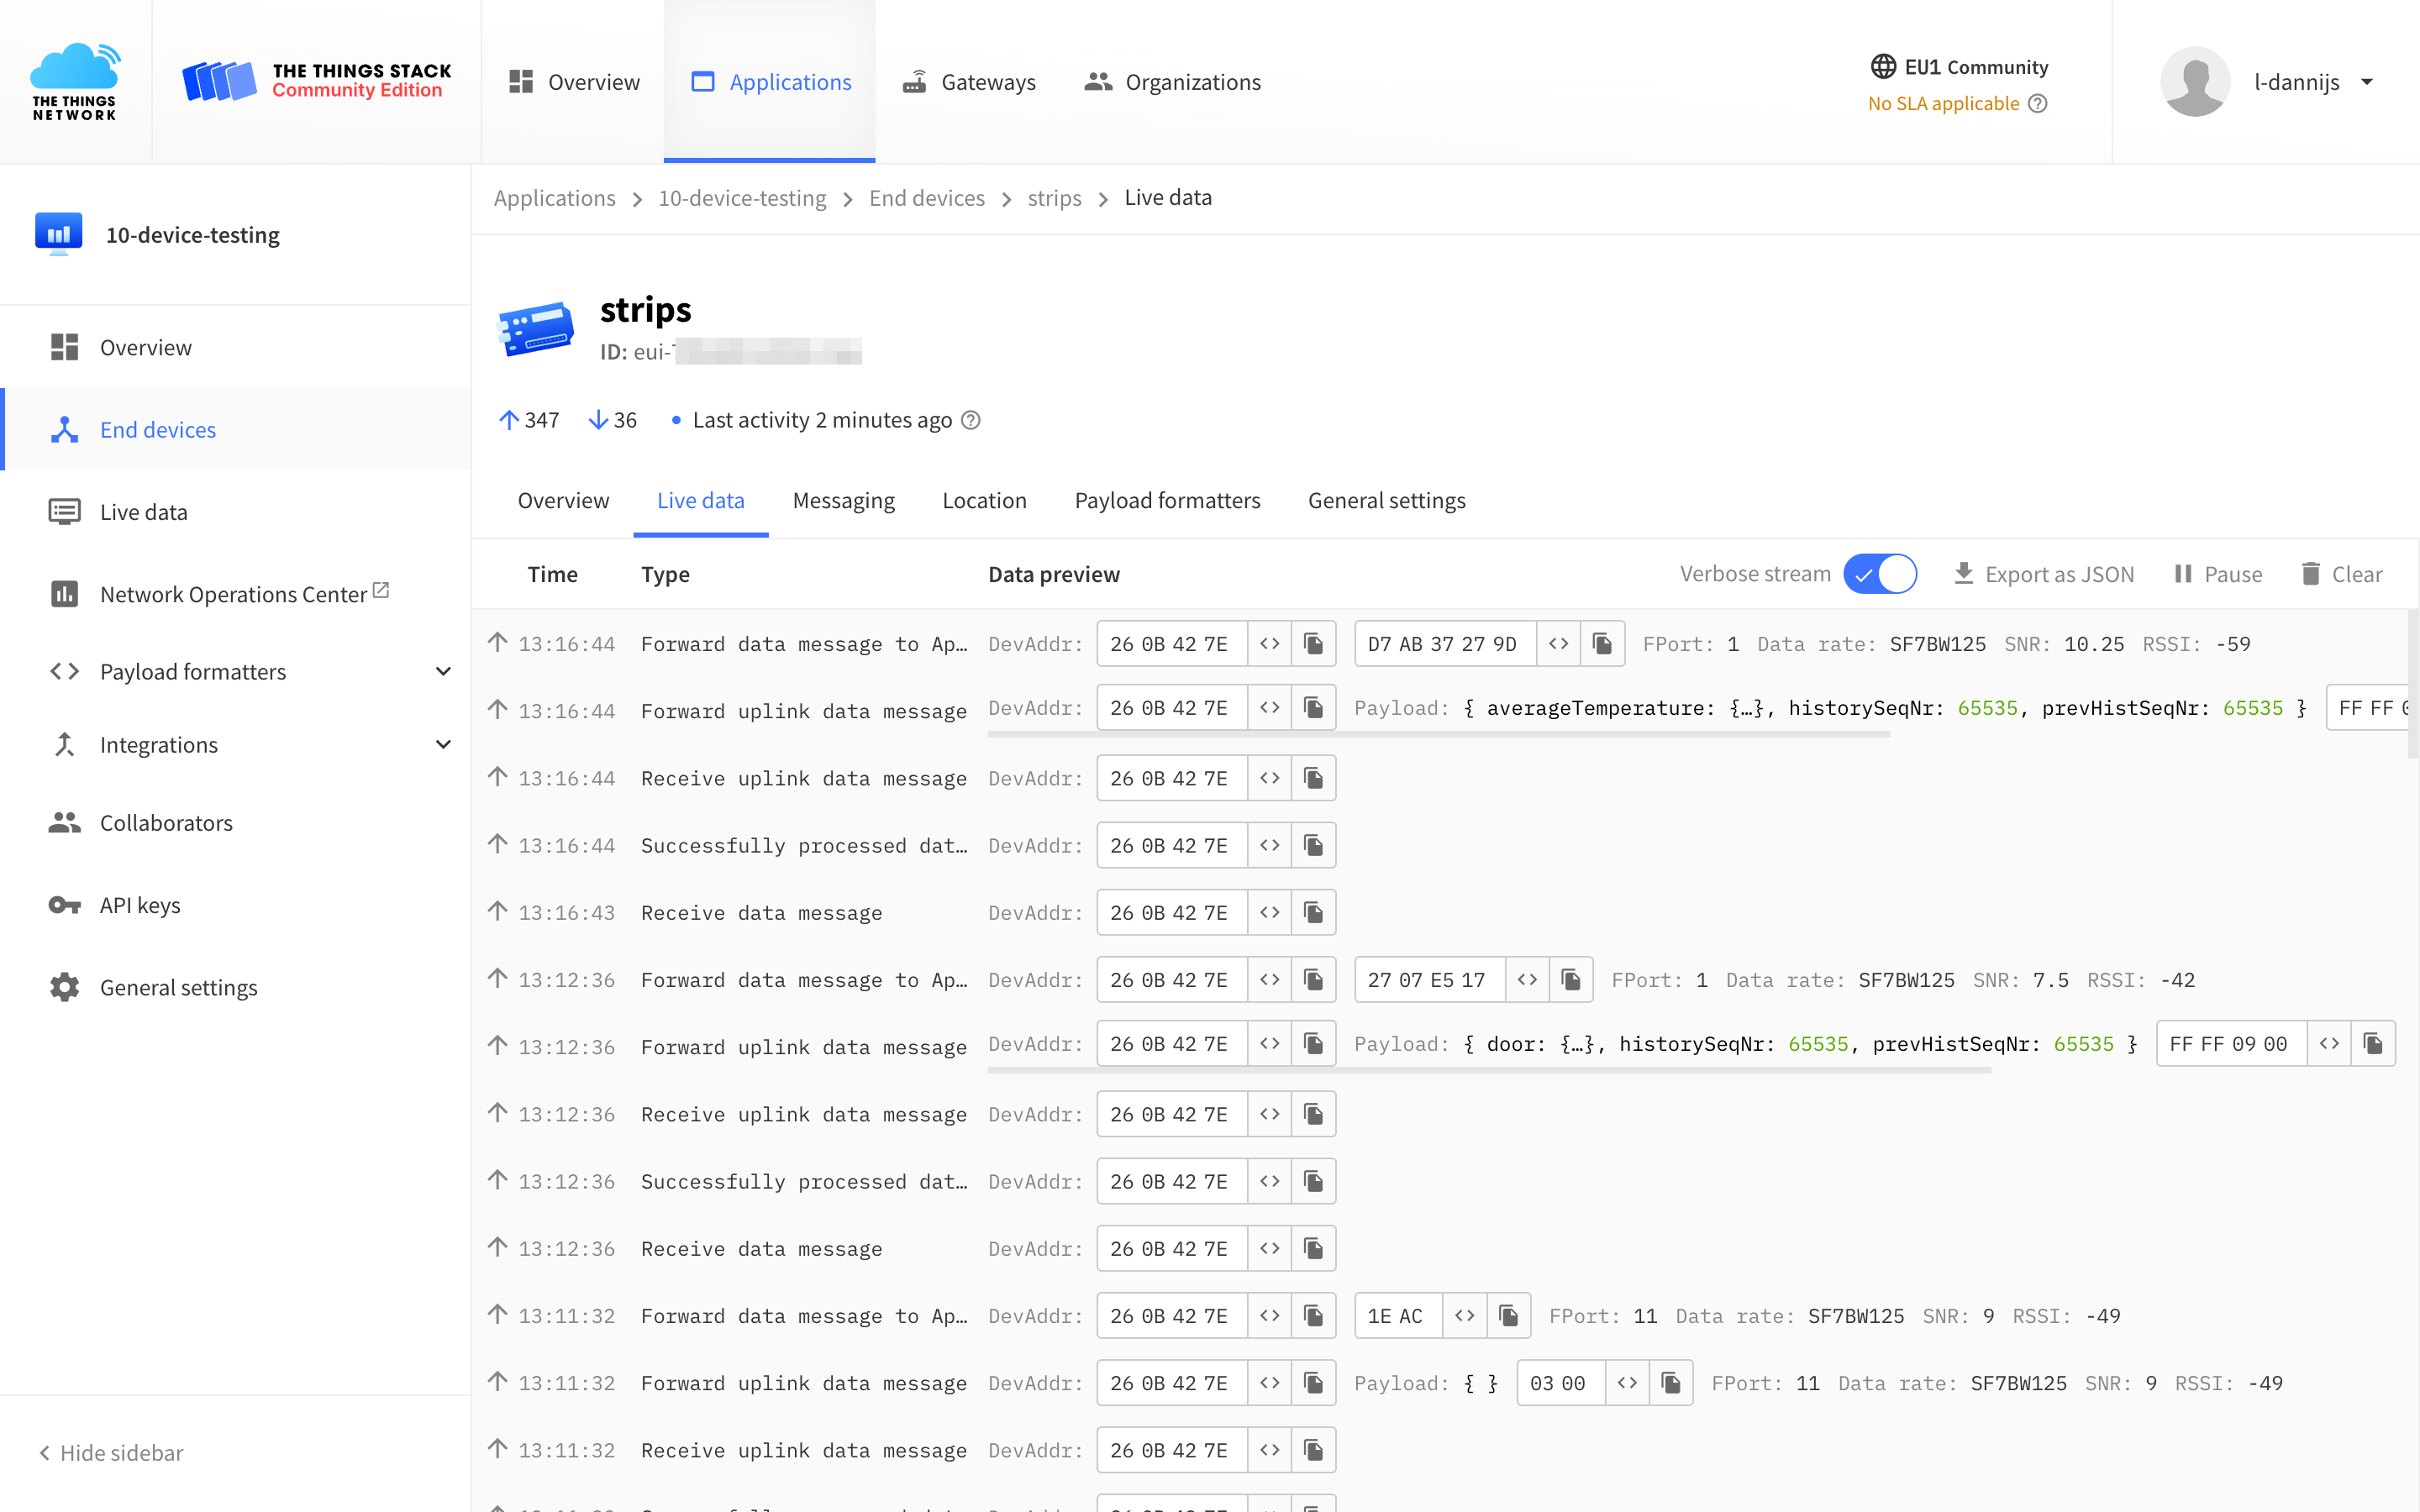 THE THINGS NETWORK
THE THINGS STACK
Community Edition
Overview
Applications
Gateways
Organizations
EU1 Community
No SLA applicable
l-dannijs
10-device-testing
Overview
End devices
Live data
Network Operations Center
Payload formatters
Integrations
Collaborators
API keys
General settings
Hide sidebar
Applications > 10-device-testing > End devices > strips > Live data
strips
ID: eui-
347 36 • Last activity 2 minutes ago
Overview Live data Messaging Location Payload formatters General settings
Time Type Data preview Verbose stream Export as JSON Pause Clear
13:16:44 Forward data message to Ap… DevAddr: 26 0B 42 7E D7 AB 37 27 9D FPort: 1 Data rate: SF7BW125 SNR: 10.25 RSSI: -59
13:16:44 Forward uplink data message DevAddr: 26 0B 42 7E Payload: { averageTemperature: {…}, historySeqNr: 65535, prevHistSeqNr: 65535 } FF FF
13:16:44 Receive uplink data message DevAddr: 26 0B 42 7E
13:16:44 Successfully processed dat… DevAddr: 26 0B 42 7E
13:16:43 Receive data message DevAddr: 26 0B 42 7E
13:12:36 Forward data message to Ap… DevAddr: 26 0B 42 7E 27 07 E5 17 FPort: 1 Data rate: SF7BW125 SNR: 7.5 RSSI: -42
13:12:36 Forward uplink data message DevAddr: 26 0B 42 7E Payload: { door: {…}, historySeqNr: 65535, prevHistSeqNr: 65535 } FF FF 09 00
13:12:36 Receive uplink data message DevAddr: 26 0B 42 7E
13:12:36 Successfully processed dat… DevAddr: 26 0B 42 7E
13:12:36 Receive data message DevAddr: 26 0B 42 7E
13:11:32 Forward data message to Ap… DevAddr: 26 0B 42 7E 1E AC FPort: 11 Data rate: SF7BW125 SNR: 9 RSSI: -49
13:11:32 Forward uplink data message DevAddr: 26 0B 42 7E Payload: { } 03 00 FPort: 11 Data rate: SF7BW125 SNR: 9 RSSI: -49
13:11:32 Receive uplink data message DevAddr: 26 0B 42 7E